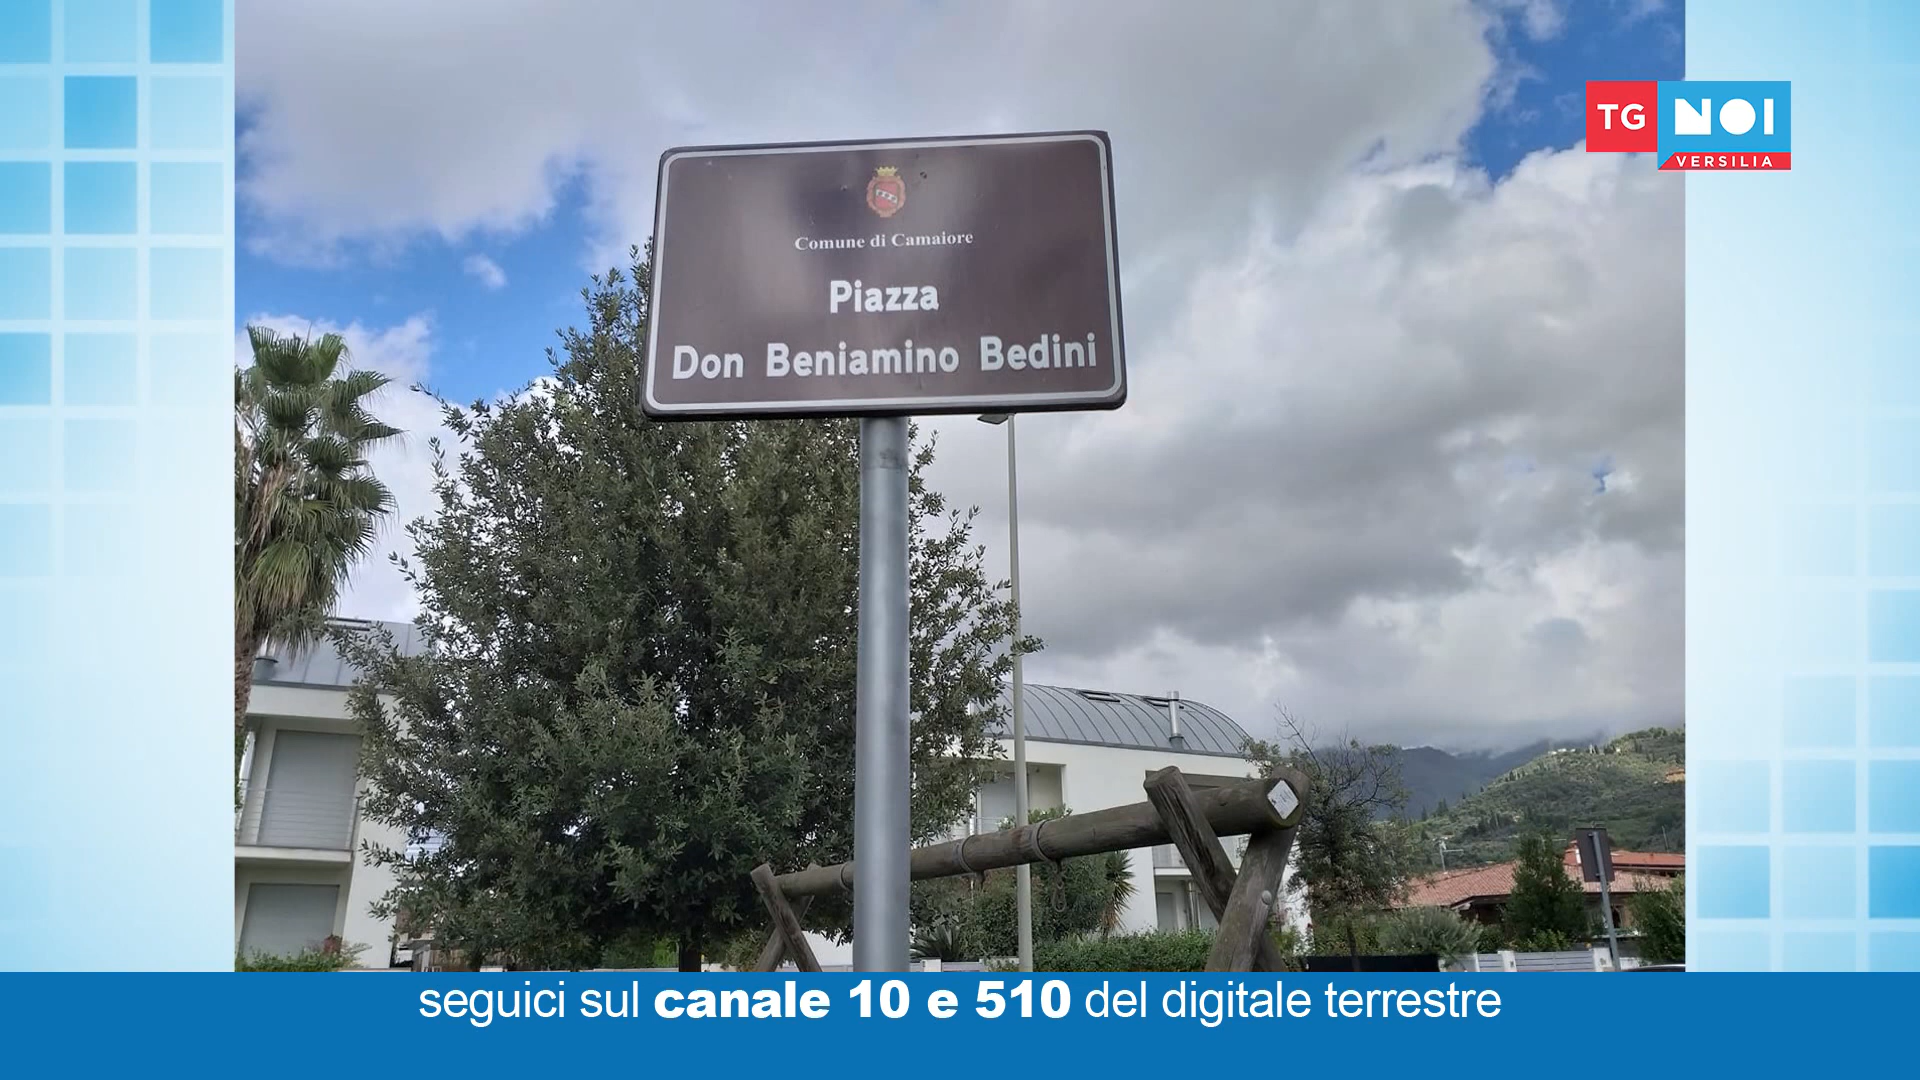 TG NOI
VERSILIA
Comune di Camaiore
Piazza
Don Beniamino Bedini
seguici sul canale 10 e 510 del digitale terrestre